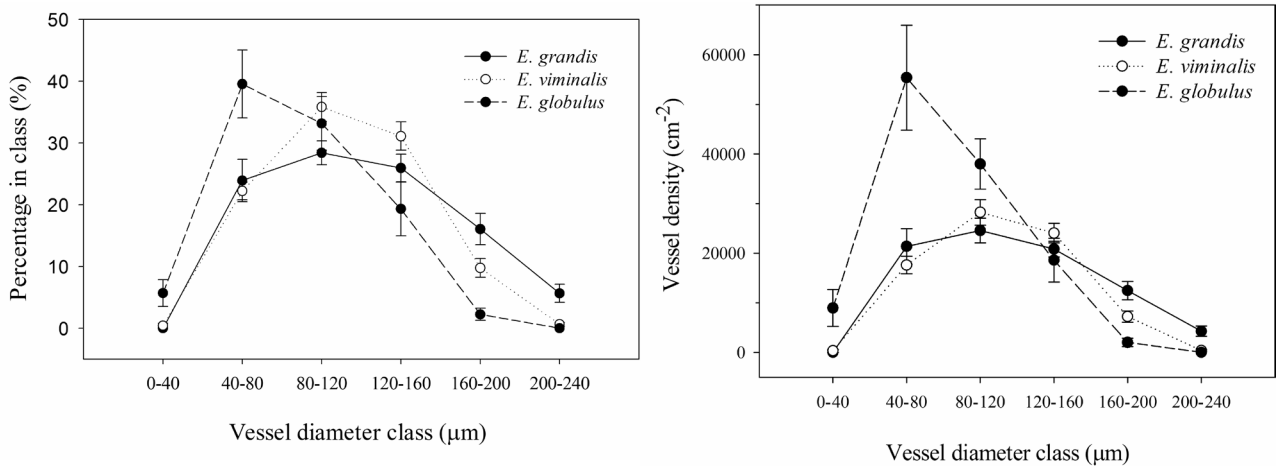 50
40
30
20
10
0
Percentage in class (%)
E. grandis
E. viminalis
E. globulus
0-40 40-80 80-120 120-160 160-200 200-240
Vessel diameter class (µm)
60000
40000
20000
0
Vessel density (cm-2)
E. grandis
E. viminalis
E. globulus
0-40 40-80 80-120 120-160 160-200 200-240
Vessel diameter class (µm)